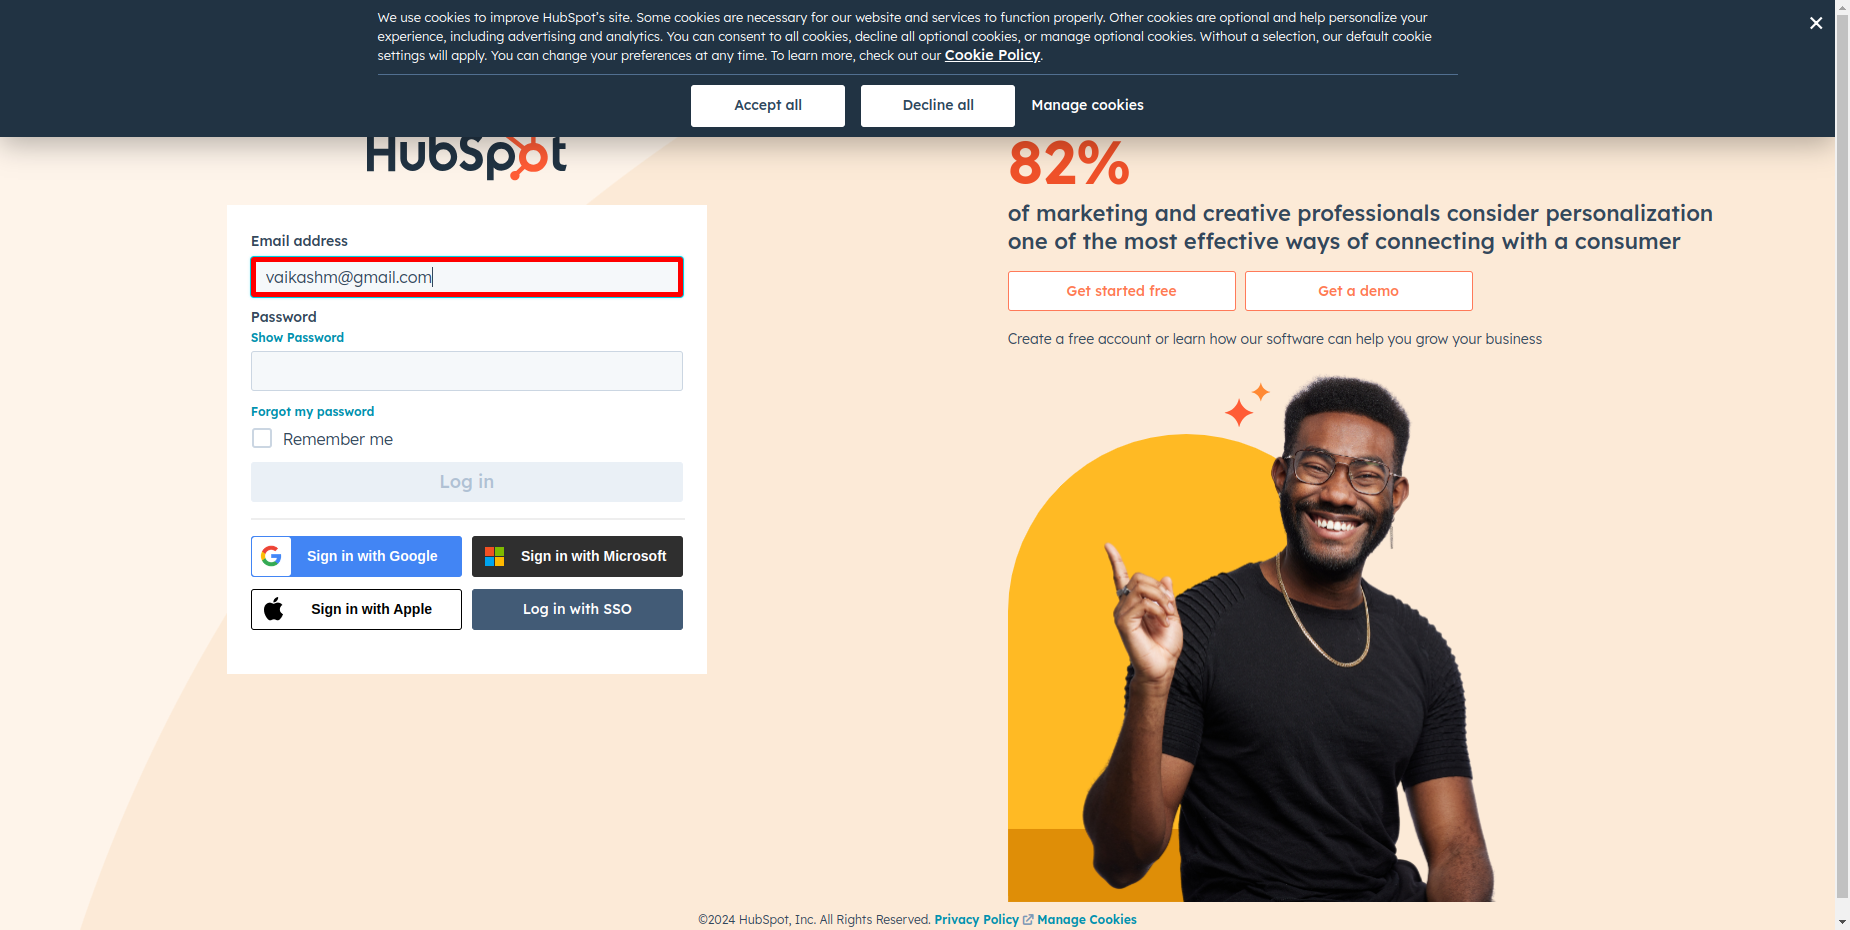 We use cookies to improve HubSpot's site. Some cookies are necessary for our website and services to function properly. Other cookies are optional and help personalize your
experience, including advertising and analytics. You can consent to all cookies, decline all optional cookies, or manage optional cookies. Without a selection, our default cookie
settings will apply. You can change your preferences at any time. To learn more, check out our Cookie Policy.
Accept all
Decline all
Manage cookies
HubSpot
Email address
vaikashm@gmail.com
Password
Show Password
Forgot my password
Remember me
Log in
Sign in with Google
Sign in with Microsoft
Sign in with Apple
Log in with SSO
82%
of marketing and creative professionals consider personalization
one of the most effective ways of connecting with a consumer
Get started free
Get a demo
Create a free account or learn how our software can help you grow your business
©2024 HubSpot, Inc. All Rights Reserved. Privacy Policy Manage Cookies